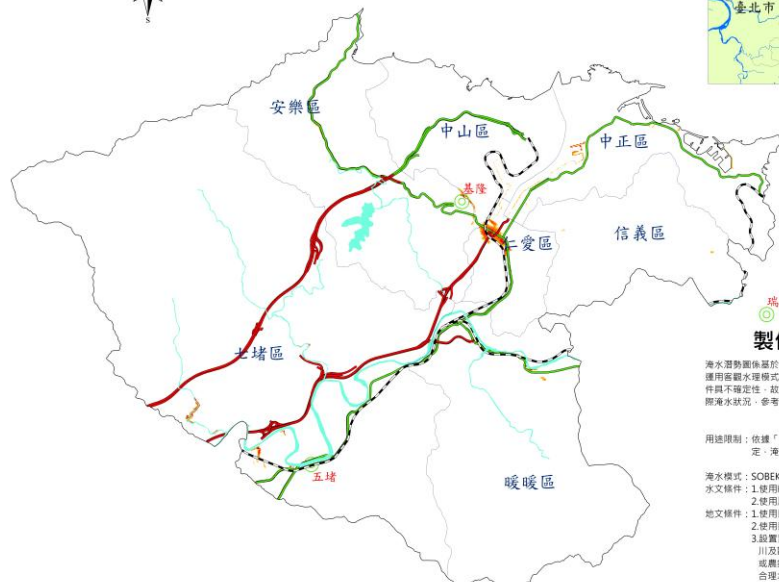 S
臺北市
安樂區
中山區
中正區
基隆
仁愛區
信義區
瑞
七堵區
五堵
暖暖區
製作
淹水潛勢圖係基於
運用客觀水理模式
件具不確定性，故
際淹水狀況，參考
用途限制：依據「
定，淹
淹水模式：SOBEK
水文條件：1.使用
2.使用
地文條件：1.使用
2.使用
3.設置
川及
或農
合理